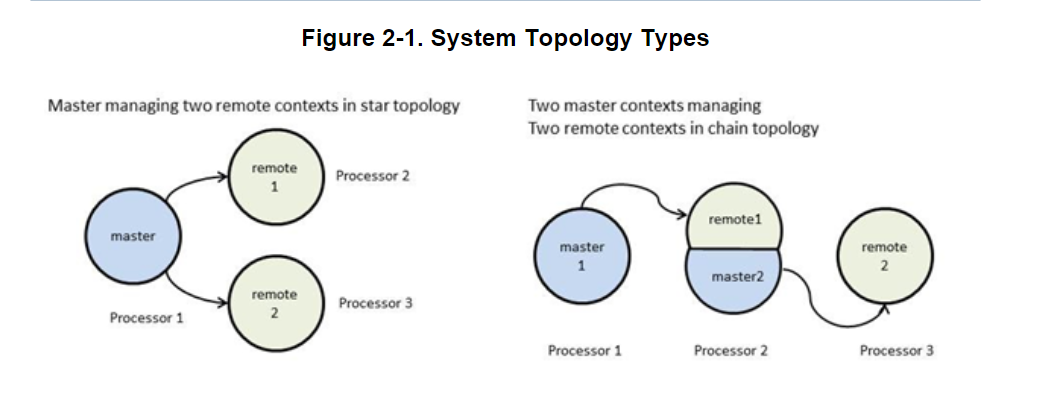 Figure 2-1. System Topology Types
Master managing two remote contexts in star topology
remote
1
Processor 2
master
remote
2
Processor 3
Processor 1
Two master contexts managing
Two remote contexts in chain topology
master
1
remote1
master2
remote
2
Processor 1
Processor 2
Processor 3